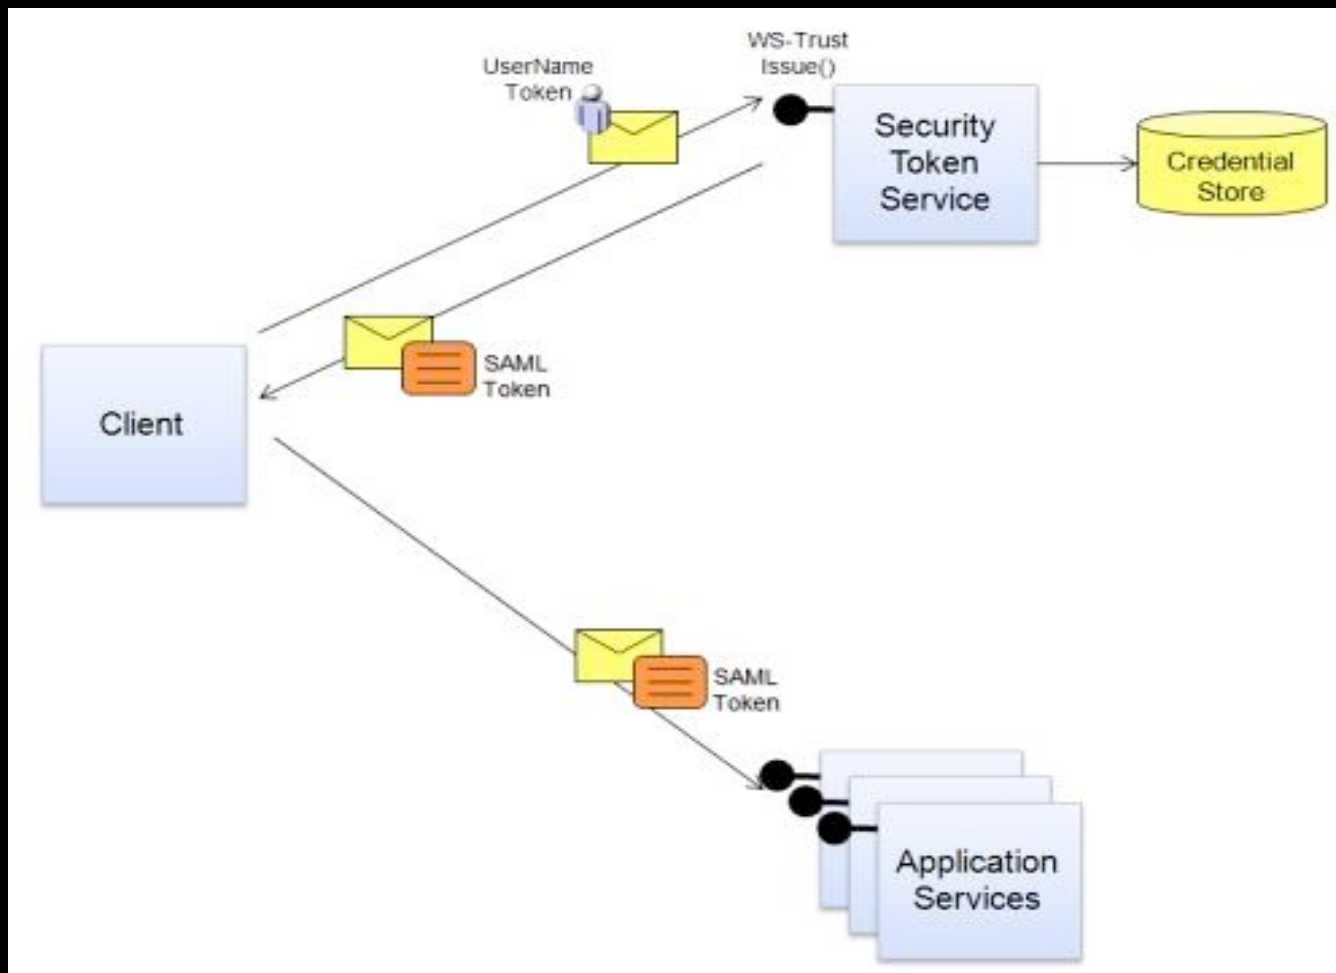 WS-Trust
Issue()
UserName
Token
Security
Token
Service
Credential
Store
SAML
Token
Client
SAML
Token
Application
Services